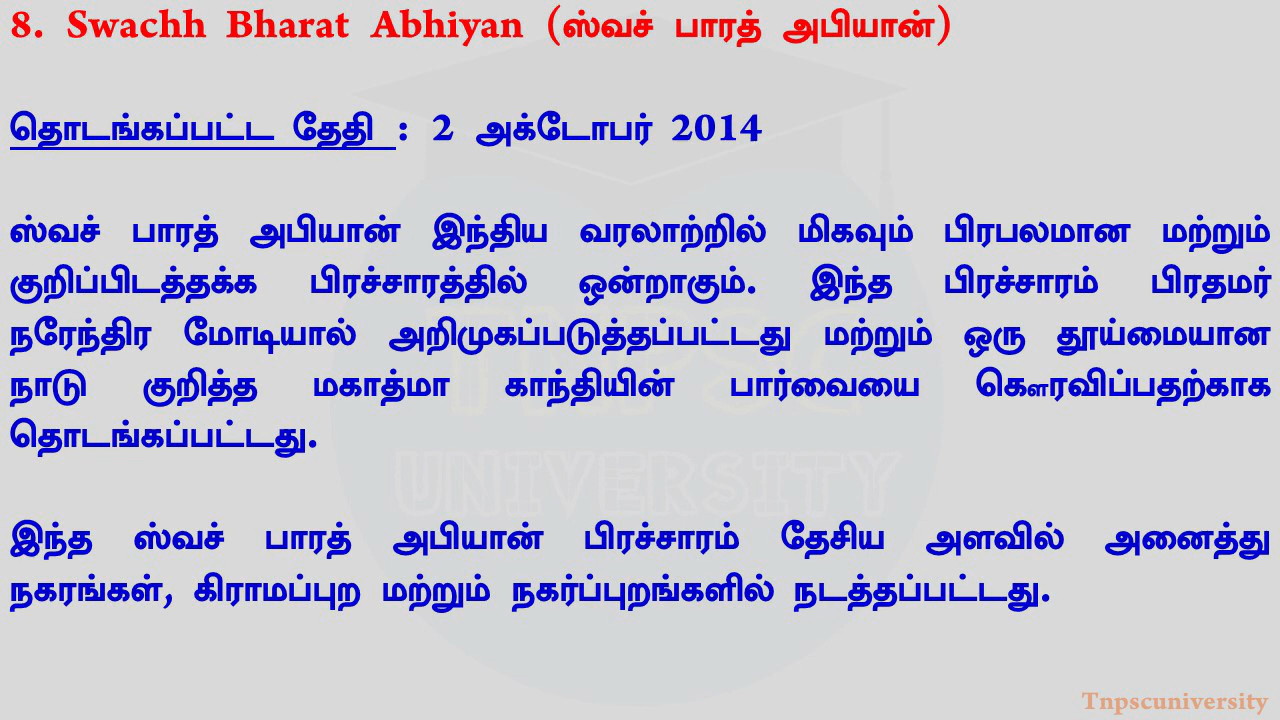 8. Swachh Bharat Abhiyan (ஸ்வச் பாரத் அபியான்)
தொடங்கப்பட்ட தேதி : 2 அக்டோபர் 2014
ஸ்வச் பாரத் அபியான் இந்திய வரலாற்றில் மிகவும் பிரபலமான மற்றும்
குறிப்பிடத்தக்க பிரச்சாரத்தில் ஒன்றாகும். இந்த பிரச்சாரம் பிரதமர்
நரேந்திர மோடியால் அறிமுகப்படுத்தப்பட்டது மற்றும் ஒரு தூய்மையான
நாடு குறித்த மகாத்மா காந்தியின் பார்வையை கௌரவிப்பதற்காக
தொடங்கப்பட்டது.
இந்த ஸ்வச் பாரத் அபியான் பிரச்சாரம் தேசிய அளவில் அனைத்து
நகரங்கள், கிராமப்புற மற்றும் நகர்ப்புறங்களில் நடத்தப்பட்டது.
TNPSC
UNIVERSITY
Tnpscuniversity